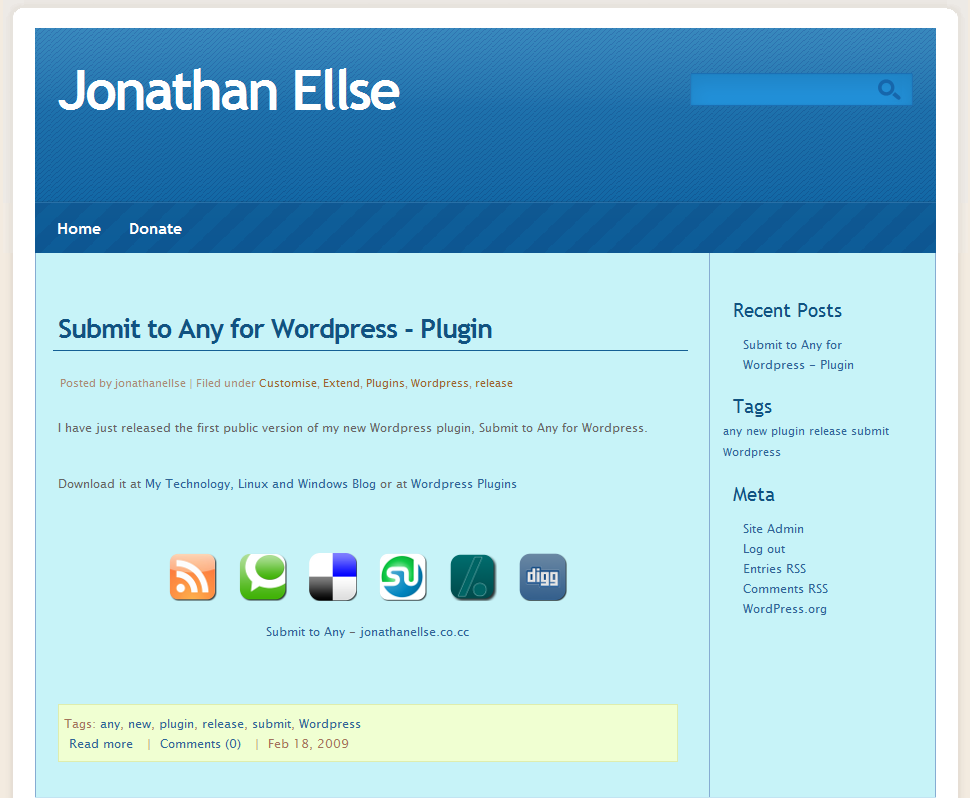 Jonathan Ellse
Home Donate
Submit to Any for Wordpress - Plugin
Posted by jonathanellse | Filed under Customise, Extend, Plugins, Wordpress, release
I have just released the first public version of my new Wordpress plugin, Submit to Any for Wordpress.
Download it at My Technology, Linux and Windows Blog or at Wordpress Plugins
SU /. digg
Submit to Any – jonathanellse.co.cc
Tags: any, new, plugin, release, submit, Wordpress
Read more | Comments (0) | Feb 18, 2009
Recent Posts
Submit to Any for
Wordpress – Plugin
Tags
any new plugin release submit
Wordpress
Meta
Site Admin
Log out
Entries RSS
Comments RSS
WordPress.org